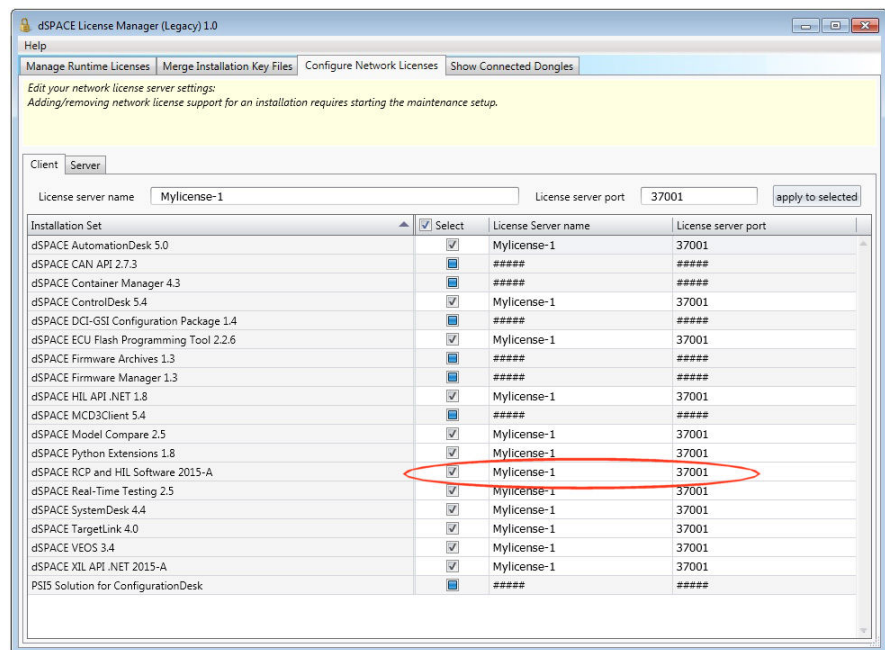 dSPACE License Manager (Legacy) 1.0
Help
Manage Runtime Licenses Merge Installation Key Files Configure Network Licenses Show Connected Dongles
Edit your network license server settings:
Adding/removing network license support for an installation requires starting the maintenance setup.
Client Server
License server name Mylicense-1 License server port 37001 apply to selected
Installation Set Select License Server name License server port
dSPACE AutomationDesk 5.0 Mylicense-1 37001
dSPACE CAN API 2.7.3 ##### #####
dSPACE Container Manager 4.3 ##### #####
dSPACE ControlDesk 5.4 Mylicense-1 37001
dSPACE DCI-GSI Configuration Package 1.4 ##### #####
dSPACE ECU Flash Programming Tool 2.2.6 Mylicense-1 37001
dSPACE Firmware Archives 1.3 ##### #####
dSPACE Firmware Manager 1.3 ##### #####
dSPACE HIL API .NET 1.8 Mylicense-1 37001
dSPACE MCD3Client 5.4 ##### #####
dSPACE Model Compare 2.5 Mylicense-1 37001
dSPACE Python Extensions 1.8 Mylicense-1 37001
dSPACE RCP and HIL Software 2015-A Mylicense-1 37001
dSPACE Real-Time Testing 2.5 Mylicense-1 37001
dSPACE SystemDesk 4.4 Mylicense-1 37001
dSPACE TargetLink 4.0 Mylicense-1 37001
dSPACE VEOS 3.4 Mylicense-1 37001
dSPACE XIL API .NET 2015-A Mylicense-1 37001
PSI5 Solution for ConfigurationDesk ##### #####